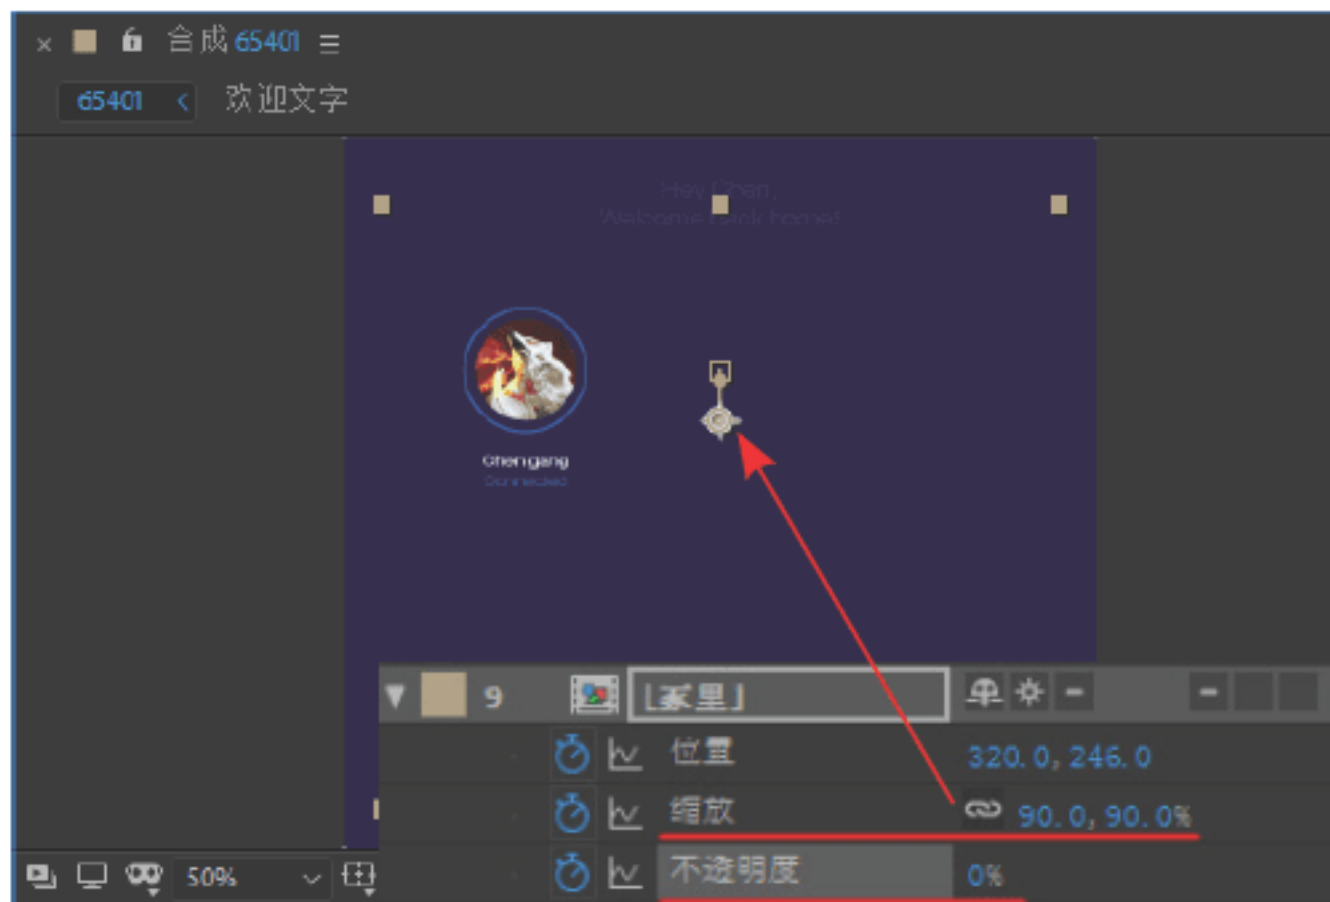 合成 65401
65401 < 欢迎文字
Hey Chen,
Welcome back home!
Chengang
Connected
9 [家里]
位置 320.0, 246.0
缩放 90.0, 90.0%
不透明度 0%
50%